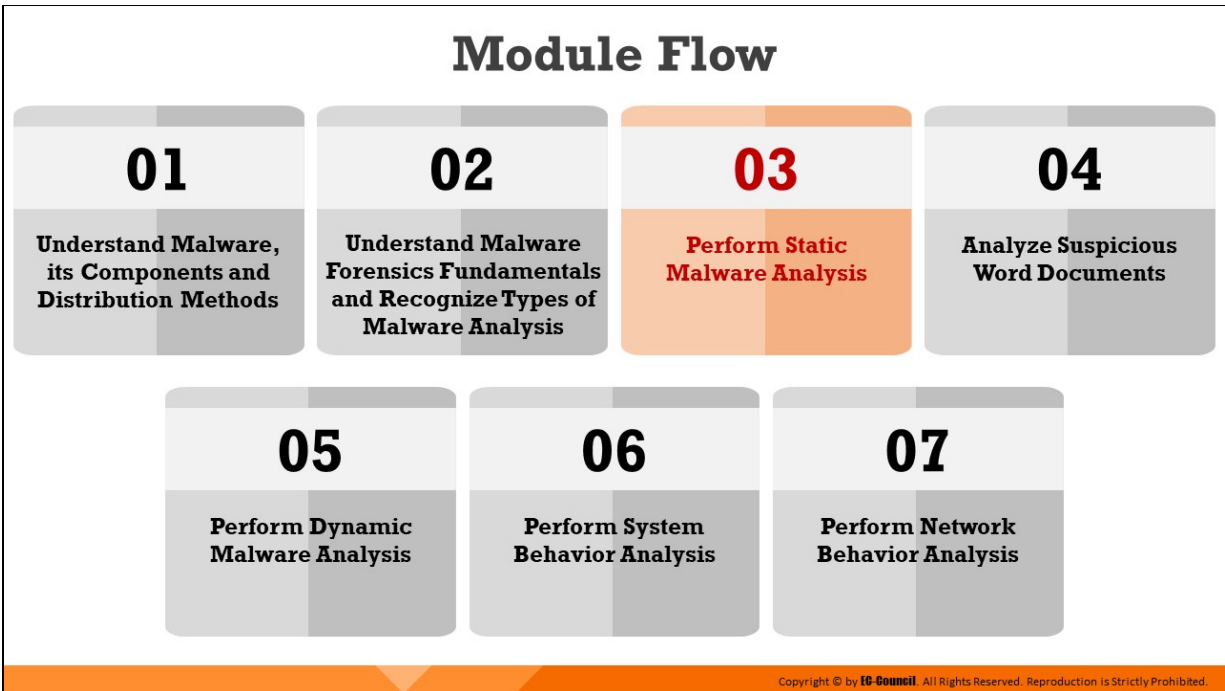 Module Flow
01
Understand Malware,
its Components and
Distribution Methods
02
Understand Malware
Forensics Fundamentals
and Recognize Types of
Malware Analysis
03
Perform Static
Malware Analysis
04
Analyze Suspicious
Word Documents
05
Perform Dynamic
Malware Analysis
06
Perform System
Behavior Analysis
07
Perform Network
Behavior Analysis
Copyright © by EC-Council. All Rights Reserved. Reproduction is Strictly Prohibited.